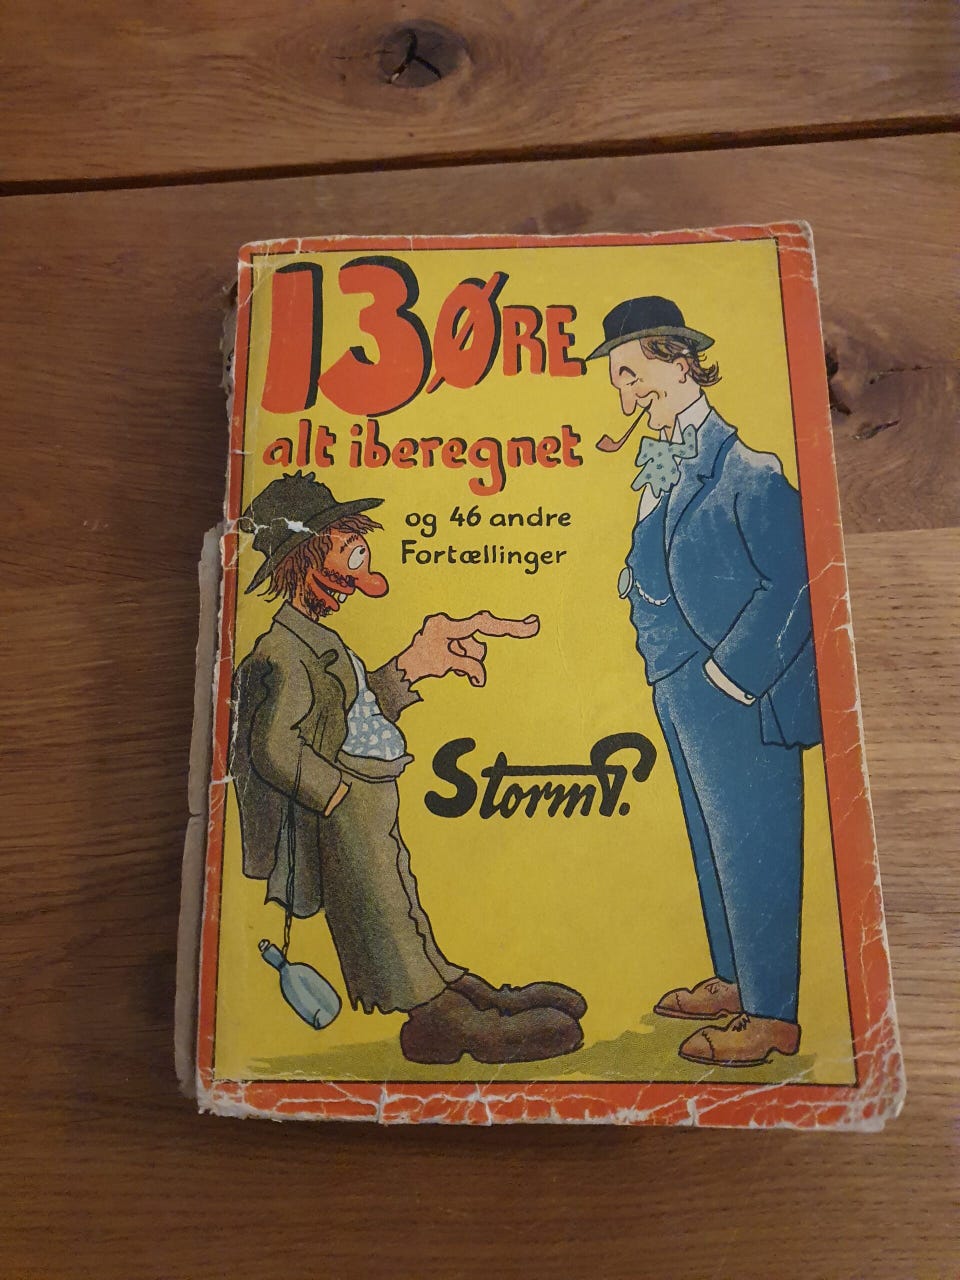 13 ØRE
alt iberegnet
og 46 andre
Fortællinger
Storm P.